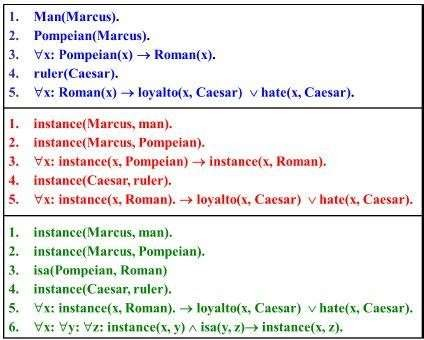 1. Man(Marcus).
2. Pompeian(Marcus).
3. ∀x: Pompeian(x) → Roman(x).
4. ruler(Caesar).
5. ∀x: Roman(x) → loyalto(x, Caesar) ∨ hate(x, Caesar).
1. instance(Marcus, man).
2. instance(Marcus, Pompeian).
3. ∀x: instance(x, Pompeian) → instance(x, Roman).
4. instance(Caesar, ruler).
5. ∀x: instance(x, Roman). → loyalto(x, Caesar) ∨ hate(x, Caesar).
1. instance(Marcus, man).
2. instance(Marcus, Pompeian).
3. isa(Pompeian, Roman)
4. instance(Caesar, ruler).
5. ∀x: instance(x, Roman). → loyalto(x, Caesar) ∨ hate(x, Caesar).
6. ∀x: ∀y: ∀z: instance(x, y) ∧ isa(y, z)→ instance(x, z).